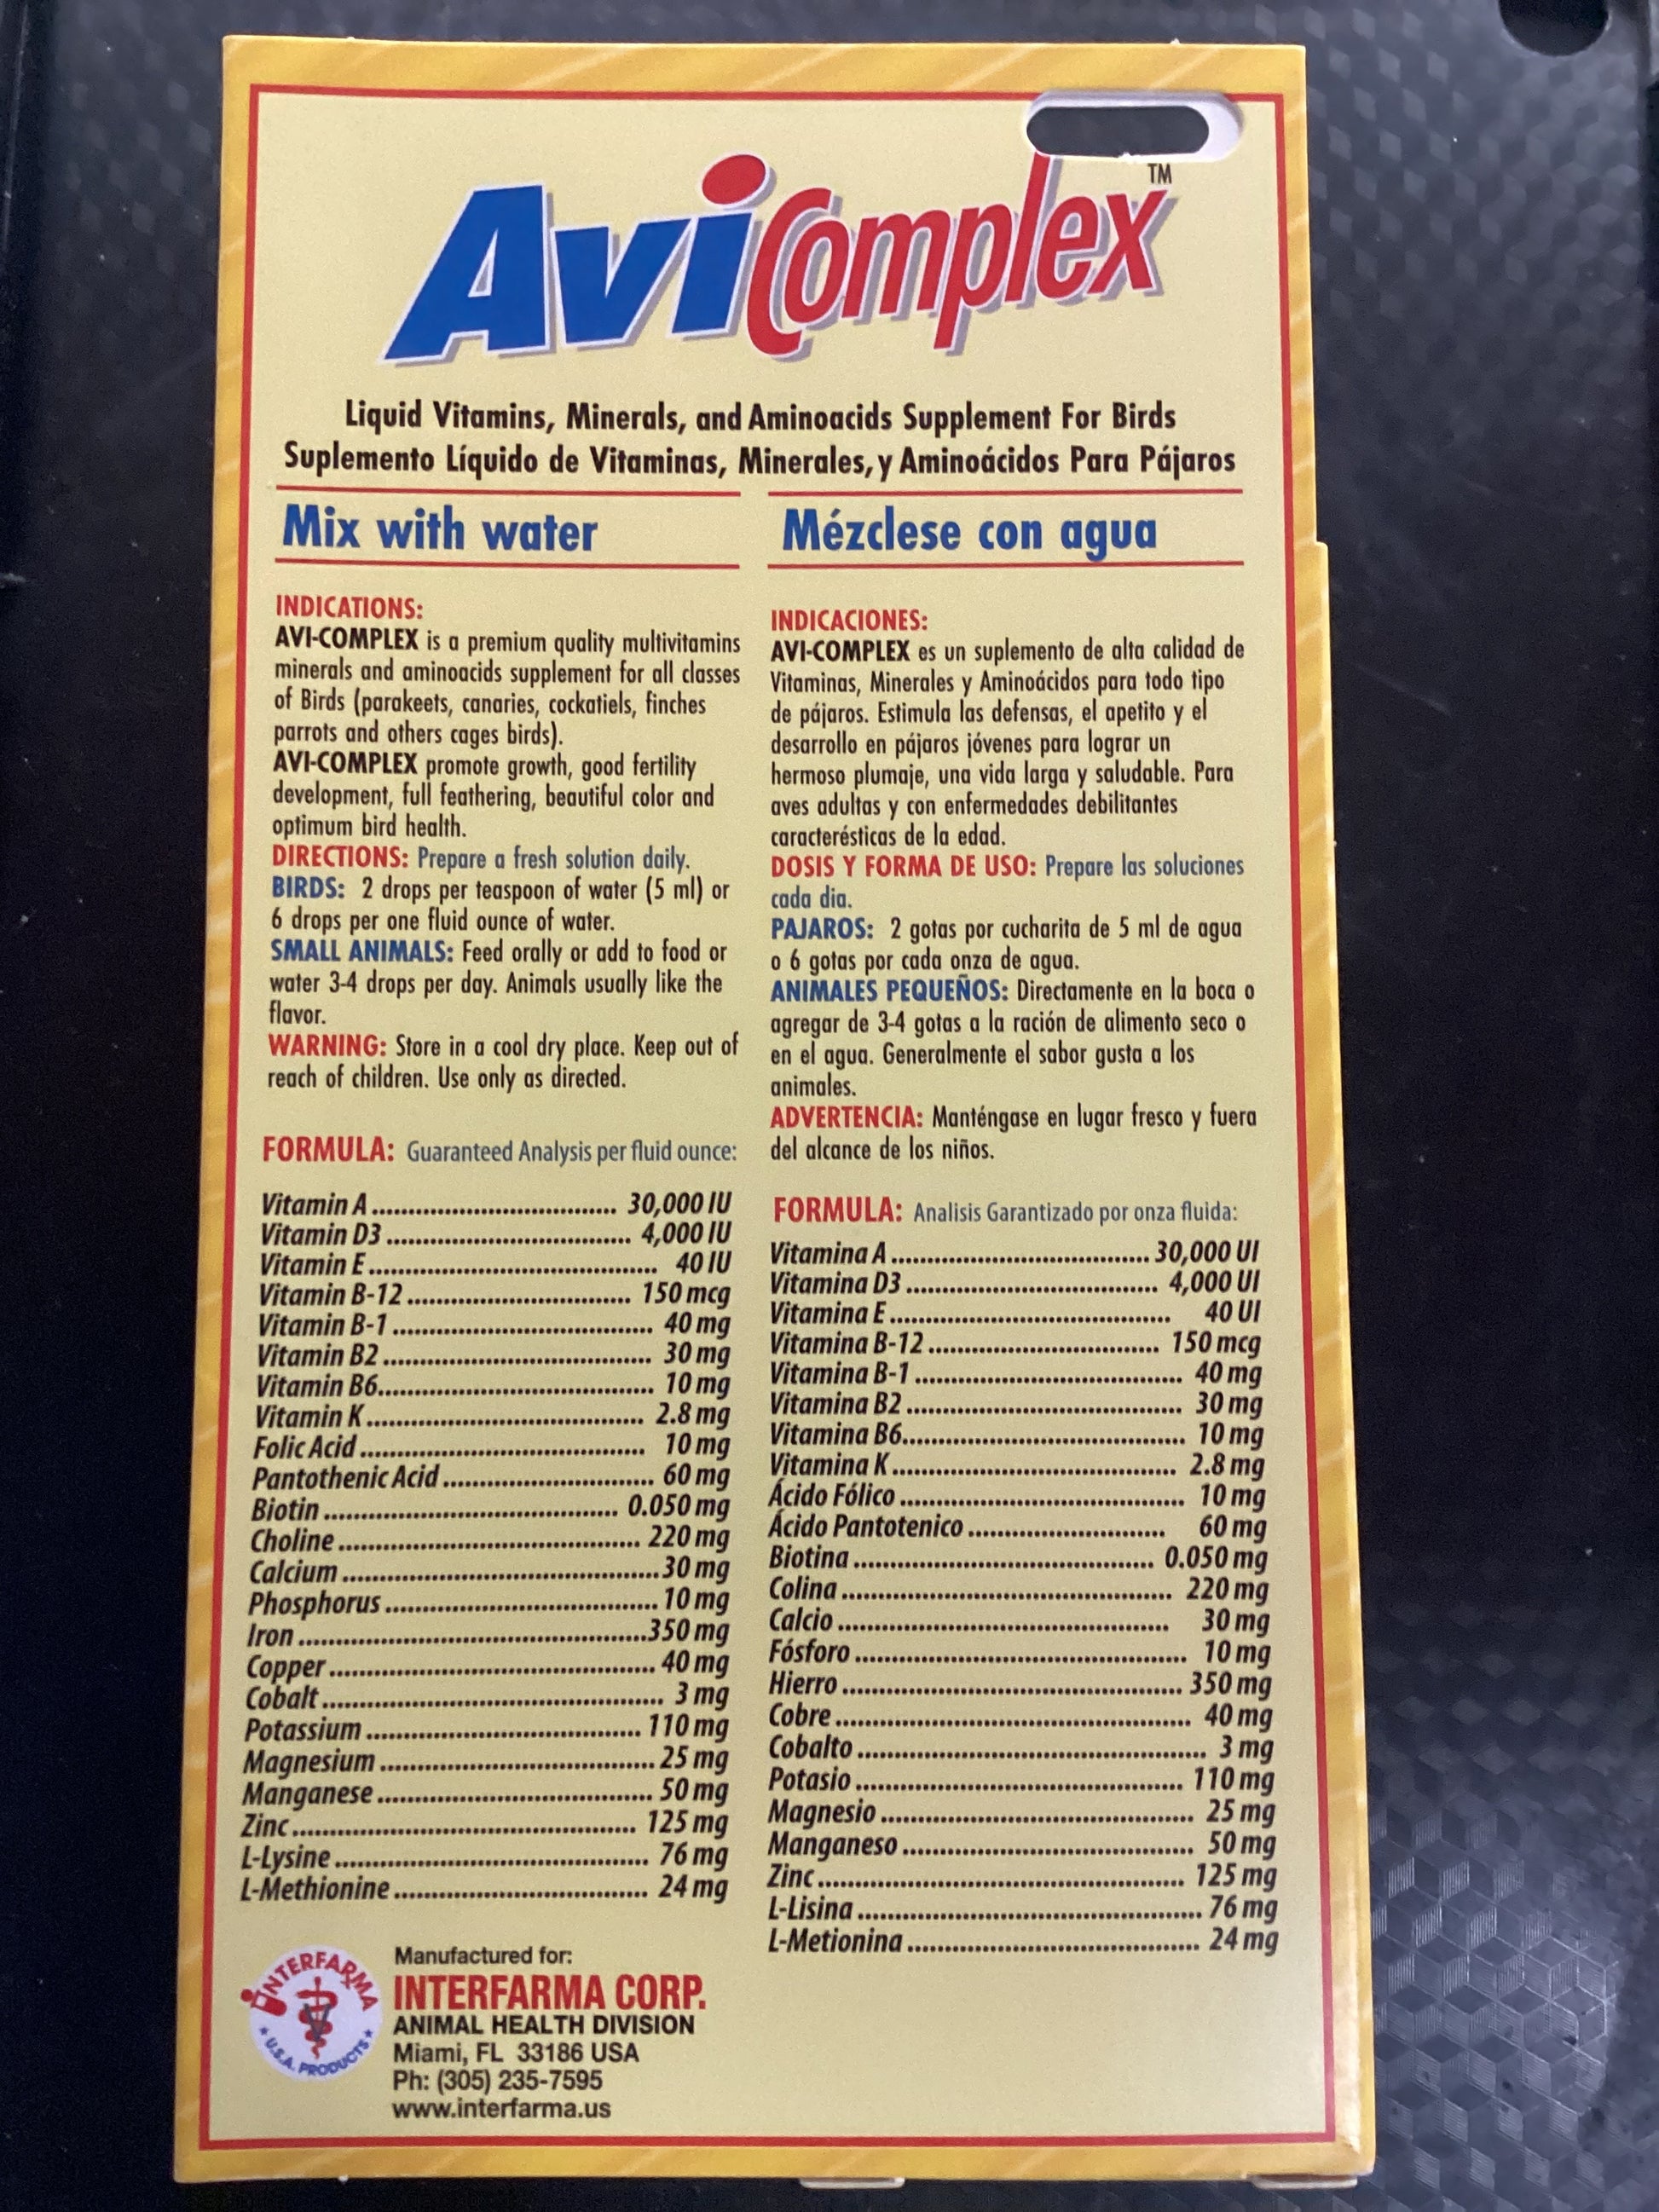 AviComplex™
Liquid Vitamins, Minerals, and Aminoacids Supplement For Birds
Suplemento Líquido de Vitaminas, Minerales, y Aminoácidos Para Pájaros
Mix with water
INDICATIONS:
AVI-COMPLEX is a premium quality multivitamins
minerals and aminoacids supplement for all classes
of Birds (parakeets, canaries, cockatiels, finches
parrots and others cages birds).
AVI-COMPLEX promote growth, good fertility
development, full feathering, beautiful color and
optimum bird health.
DIRECTIONS: Prepare a fresh solution daily.
BIRDS: 2 drops per teaspoon of water (5 ml) or
6 drops per one fluid ounce of water.
SMALL ANIMALS: Feed orally or add to food or
water 3-4 drops per day. Animals usually like the
flavor.
WARNING: Store in a cool dry place. Keep out of
reach of children. Use only as directed.
FORMULA: Guaranteed Analysis per fluid ounce:
Vitamin A ................................. 30,000 IU
Vitamin D3 ................................. 4,000 IU
Vitamin E ....................................... 40 IU
Vitamin B-12 ............................... 150 mcg
Vitamin B-1 .................................... 40 mg
Vitamin B2 ..................................... 30 mg
Vitamin B6...................................... 10 mg
Vitamin K ...................................... 2.8 mg
Folic Acid ....................................... 10 mg
Pantothenic Acid ............................. 60 mg
Biotin ........................................ 0.050 mg
Choline ......................................... 220 mg
Calcium ........................................... 30 mg
Phosphorus ..................................... 10 mg
Iron ................................................350 mg
Copper ............................................ 40 mg
Cobalt .............................................. 3 mg
Potassium ..................................... 110 mg
Magnesium ..................................... 25 mg
Manganese ..................................... 50 mg
Zinc ............................................... 125 mg
L-Lysine .......................................... 76 mg
L-Methionine .................................. 24 mg
Manufactured for:
INTERFARMA CORP.
ANIMAL HEALTH DIVISION
Miami, FL 33186 USA
Ph: (305) 235-7595
www.interfarma.us
INTERFARMA
U.S.A. PRODUCTS
Mézclese con agua
INDICACIONES:
AVI-COMPLEX es un suplemento de alta calidad de
Vitaminas, Minerales y Aminoácidos para todo tipo
de pájaros. Estimula las defensas, el apetito y el
desarrollo en pájaros jóvenes para lograr un
hermoso plumaje, una vida larga y saludable. Para
aves adultas y con enfermedades debilitantes
caracterésticas de la edad.
DOSIS Y FORMA DE USO: Prepare las soluciones
cada dia.
PAJAROS: 2 gotas por cucharita de 5 ml de agua
o 6 gotas por cada onza de agua.
ANIMALES PEQUEÑOS: Directamente en la boca o
agregar de 3-4 gotas a la ración de alimento seco o
en el agua. Generalmente el sabor gusta a los
animales.
ADVERTENCIA: Manténgase en lugar fresco y fuera
del alcance de los niños.
FORMULA: Analisis Garantizado por onza fluida:
Vitamina A .................................. 30,000 UI
Vitamina D3 .................................. 4,000 UI
Vitamina E ....................................... 40 UI
Vitamina B-12 ................................ 150 mcg
Vitamina B-1 ..................................... 40 mg
Vitamina B2 ...................................... 30 mg
Vitamina B6....................................... 10 mg
Vitamina K ....................................... 2.8 mg
Ácido Fólico ....................................... 10 mg
Ácido Pantotenico ........................... 60 mg
Biotina ......................................... 0.050 mg
Colina ............................................. 220 mg
Calcio .............................................. 30 mg
Fósforo ............................................. 10 mg
Hierro .............................................. 350 mg
Cobre ................................................ 40 mg
Cobalto .............................................. 3 mg
Potasio ............................................ 110 mg
Magnesio .......................................... 25 mg
Manganeso ....................................... 50 mg
Zinc ................................................. 125 mg
L-Lisina .............................................. 76 mg
L-Metionina ....................................... 24 mg